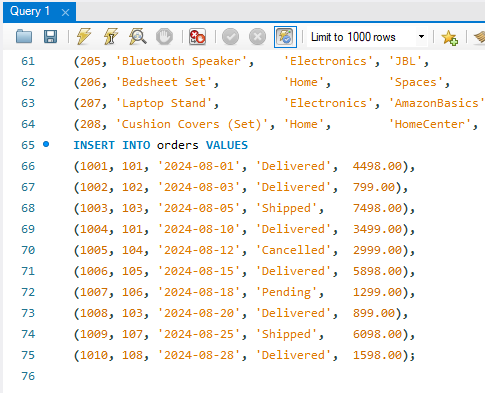 Query 1
Limit to 1000 rows
61 (205, 'Bluetooth Speaker', 'Electronics', 'JBL',
62 (206, 'Bedsheet Set', 'Home', 'Spaces',
63 (207, 'Laptop Stand', 'Electronics', 'AmazonBasics'
64 (208, 'Cushion Covers (Set)', 'Home', 'HomeCenter',
65 INSERT INTO orders VALUES
66 (1001, 101, '2024-08-01', 'Delivered', 4498.00),
67 (1002, 102, '2024-08-03', 'Delivered', 799.00),
68 (1003, 103, '2024-08-05', 'Shipped', 7498.00),
69 (1004, 101, '2024-08-10', 'Delivered', 3499.00),
70 (1005, 104, '2024-08-12', 'Cancelled', 2999.00),
71 (1006, 105, '2024-08-15', 'Delivered', 5898.00),
72 (1007, 106, '2024-08-18', 'Pending', 1299.00),
73 (1008, 103, '2024-08-20', 'Delivered', 899.00),
74 (1009, 107, '2024-08-25', 'Shipped', 6098.00),
75 (1010, 108, '2024-08-28', 'Delivered', 1598.00);
76